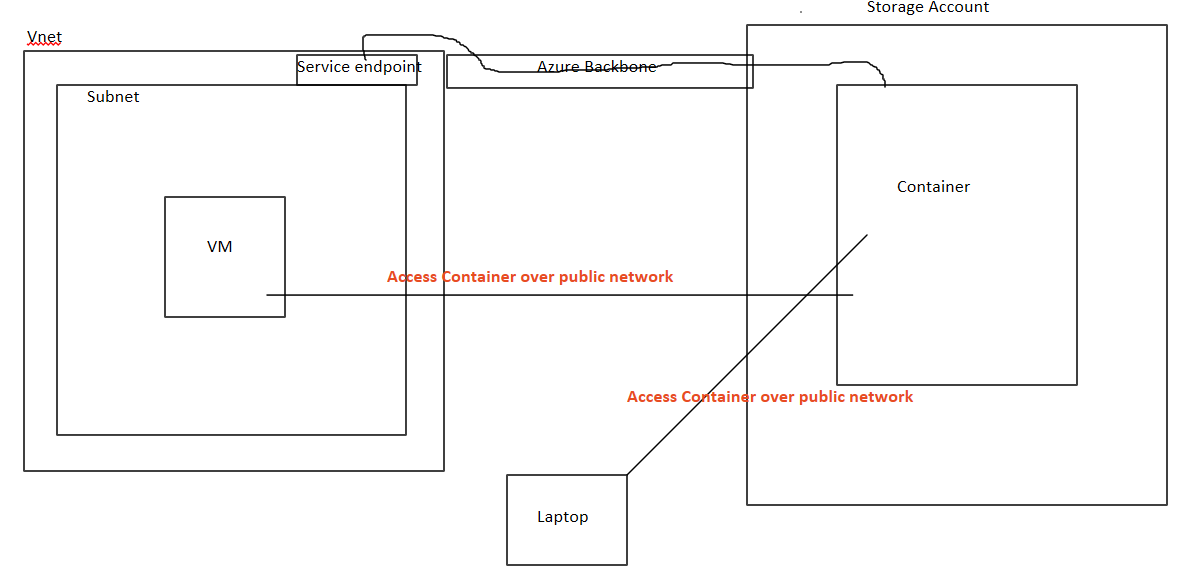 Storage Account
Vnet
Service endpoint
Azure Backbone
Subnet
Container
VM
Access Container over public network
Access Container over public network
Laptop